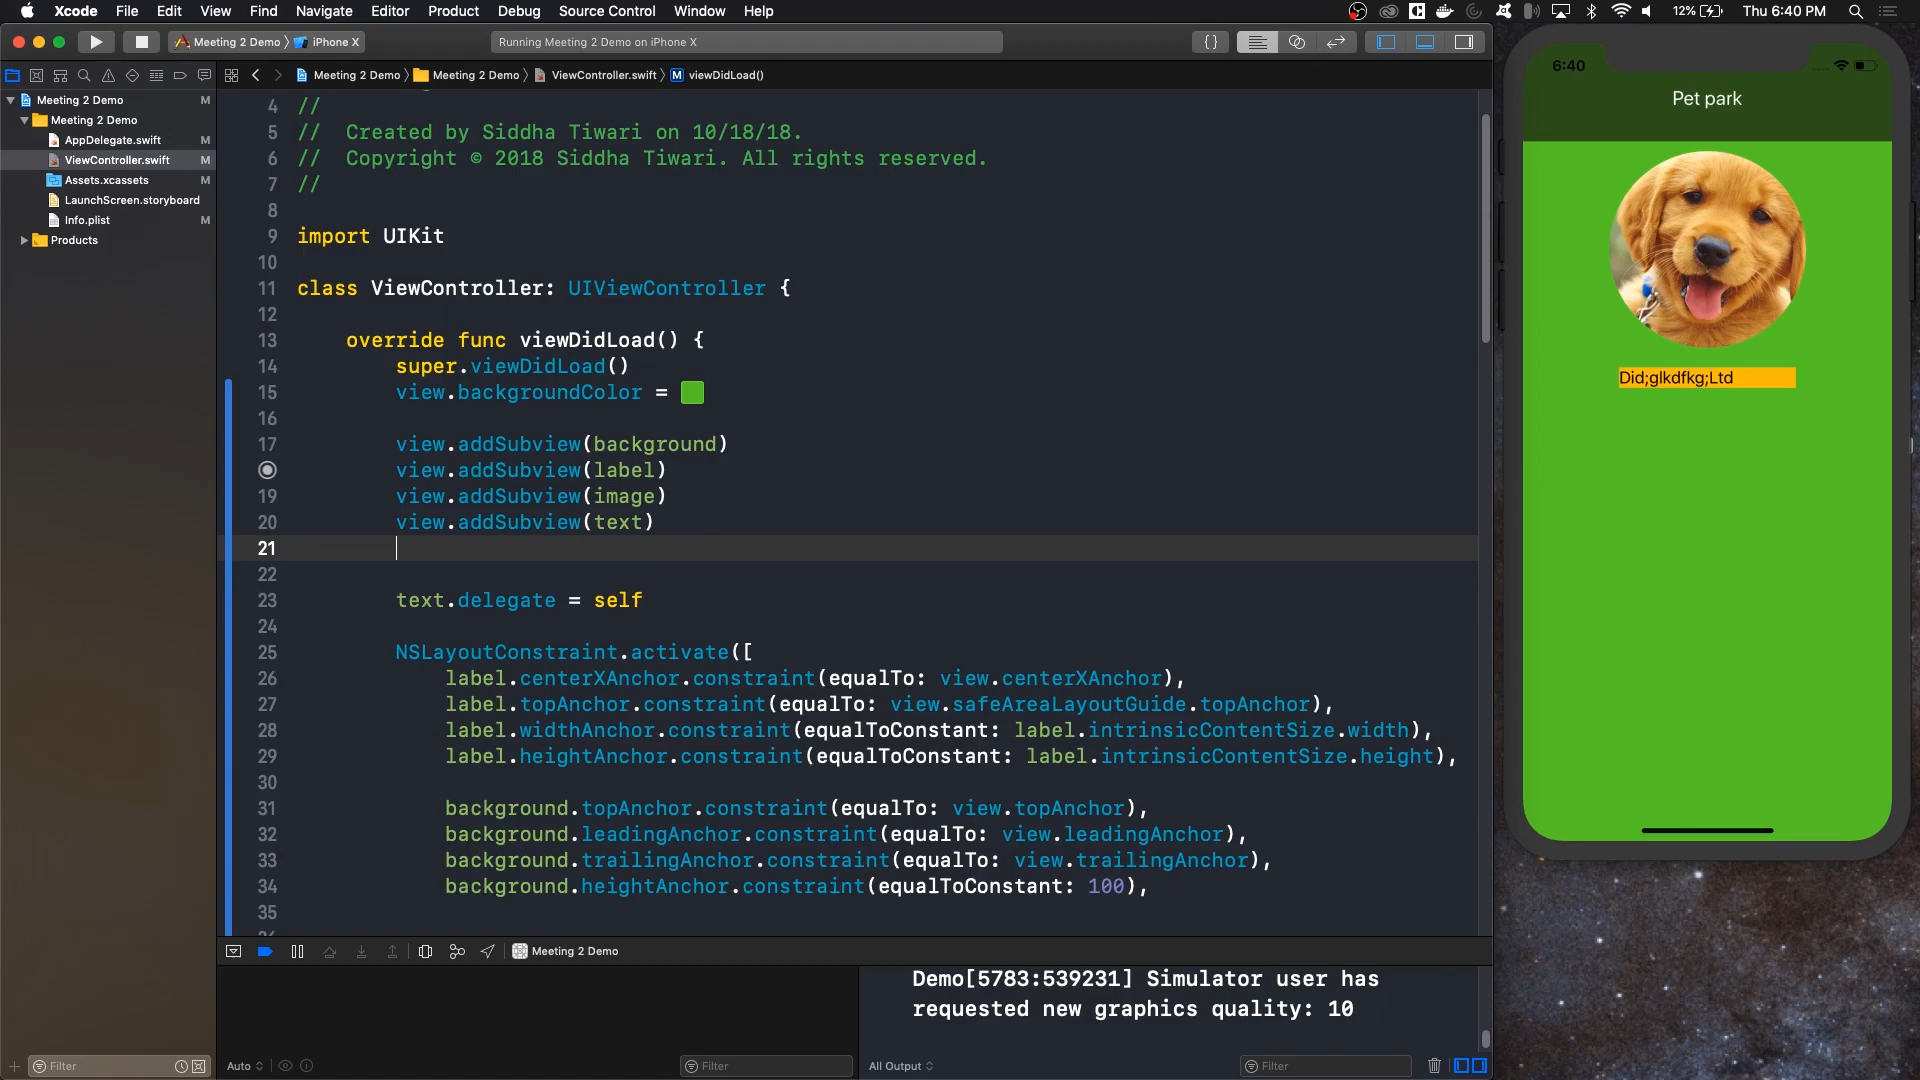 Xcode File Edit View Find Navigate Editor Product Debug Source Control Window Help
12% Thu 6:40 PM
Meeting 2 Demo iPhone X
Running Meeting 2 Demo on iPhone X
{ }
Meeting 2 Demo Meeting 2 Demo ViewController.swift M viewDidLoad()
Meeting 2 Demo M
Meeting 2 Demo
AppDelegate.swift M
ViewController.swift M
Assets.xcassets M
LaunchScreen.storyboard
Info.plist M
Products
4 //
5 //  Created by Siddha Tiwari on 10/18/18.
6 //  Copyright © 2018 Siddha Tiwari. All rights reserved.
7 //
8
9 import UIKit
10
11 class ViewController: UIViewController {
12
13 override func viewDidLoad() {
14 super.viewDidLoad()
15 view.backgroundColor =
16
17 view.addSubview(background)
view.addSubview(label)
19 view.addSubview(image)
20 view.addSubview(text)
21
22
23 text.delegate = self
24
25 NSLayoutConstraint.activate([
26 label.centerXAnchor.constraint(equalTo: view.centerXAnchor),
27 label.topAnchor.constraint(equalTo: view.safeAreaLayoutGuide.topAnchor),
28 label.widthAnchor.constraint(equalToConstant: label.intrinsicContentSize.width),
29 label.heightAnchor.constraint(equalToConstant: label.intrinsicContentSize.height),
30
31 background.topAnchor.constraint(equalTo: view.topAnchor),
32 background.leadingAnchor.constraint(equalTo: view.leadingAnchor),
33 background.trailingAnchor.constraint(equalTo: view.trailingAnchor),
34 background.heightAnchor.constraint(equalToConstant: 100),
35
Meeting 2 Demo
Demo[5783:539231] Simulator user has
requested new graphics quality: 10
Filter
Auto
Filter
All Output
Filter
6:40
Pet park
Did;glkdfkg;Ltd